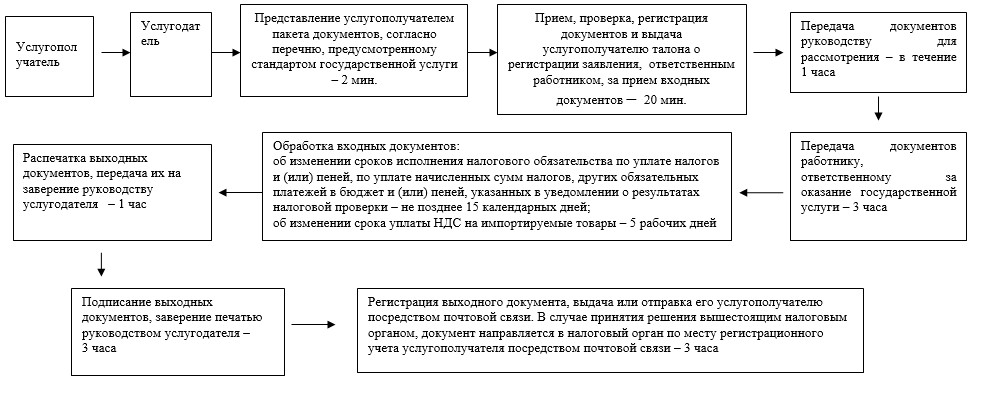 Услугопол
учатель
Услугодат
ель
Представление услугополучателем
пакета документов, согласно
перечню, предусмотренному
стандартом государственной услуги
– 2 мин.
Прием, проверка, регистрация
документов и выдача
услугополучателю талона о
регистрации заявления, ответственным
работником, за прием входных
документов — 20 мин.
Передача документов
руководству для
рассмотрения – в течение
1 часа
Передача документов
работнику,
ответственному за
оказание государственной
услуги – 3 часа
Обработка входных документов:
об изменении сроков исполнения налогового обязательства по уплате налогов
и (или) пеней, по уплате начисленных сумм налогов, других обязательных
платежей в бюджет и (или) пеней, указанных в уведомлении о результатах
налоговой проверки – не позднее 15 календарных дней;
об изменении срока уплаты НДС на импортируемые товары – 5 рабочих дней
Распечатка выходных
документов, передача их на
заверение руководству
услугодателя – 1 час
Подписание выходных
документов, заверение печатью
руководством услугодателя –
3 часа
Регистрация выходного документа, выдача или отправка его услугополучателю
посредством почтовой связи. В случае принятия решения вышестоящим налоговым
органом, документ направляется в налоговый орган по месту регистрационного
учета услугополучателя посредством почтовой связи – 3 часа